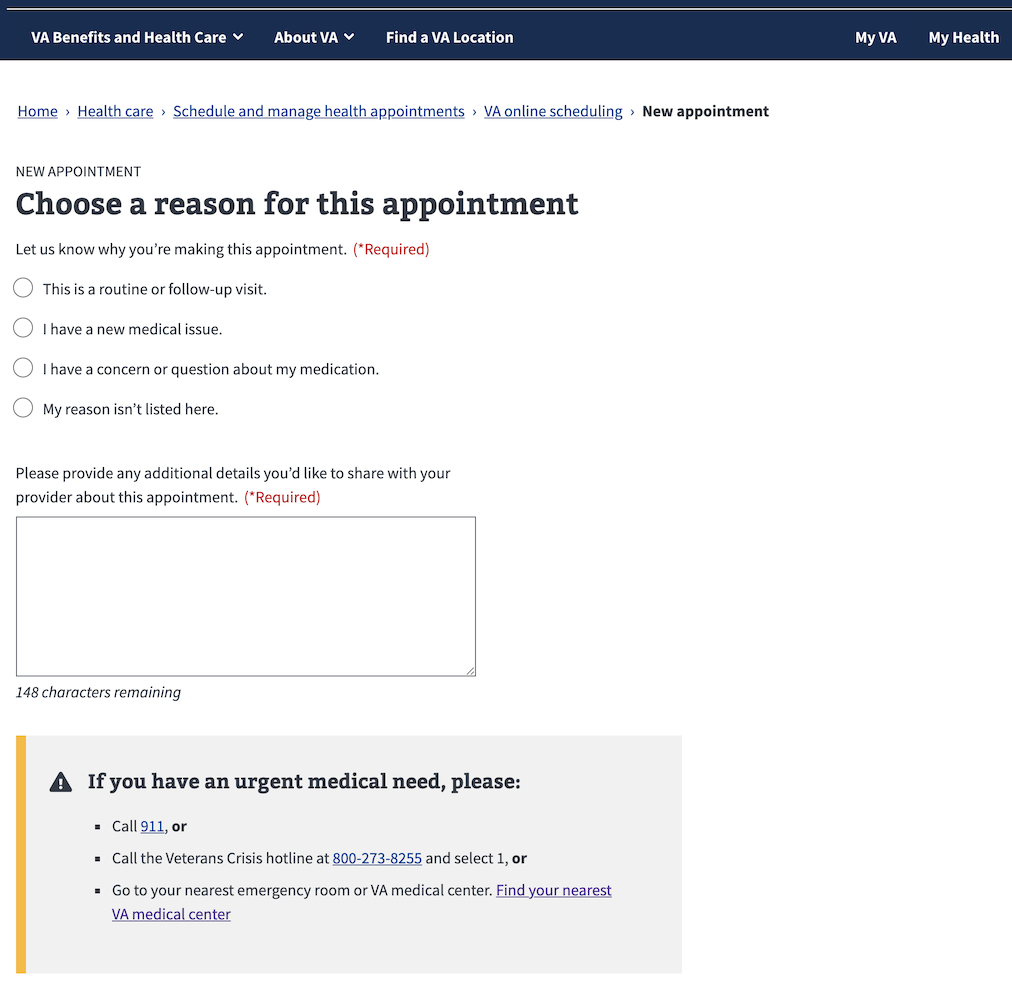 VA Benefits and Health Care About VA Find a VA Location My VA My Health
Home › Health care › Schedule and manage health appointments › VA online scheduling › New appointment
NEW APPOINTMENT
Choose a reason for this appointment
Let us know why you’re making this appointment. (*Required)
This is a routine or follow-up visit.
I have a new medical issue.
I have a concern or question about my medication.
My reason isn’t listed here.
Please provide any additional details you’d like to share with your
provider about this appointment. (*Required)
148 characters remaining
If you have an urgent medical need, please:
Call 911, or
Call the Veterans Crisis hotline at 800-273-8255 and select 1, or
Go to your nearest emergency room or VA medical center. Find your nearest
VA medical center